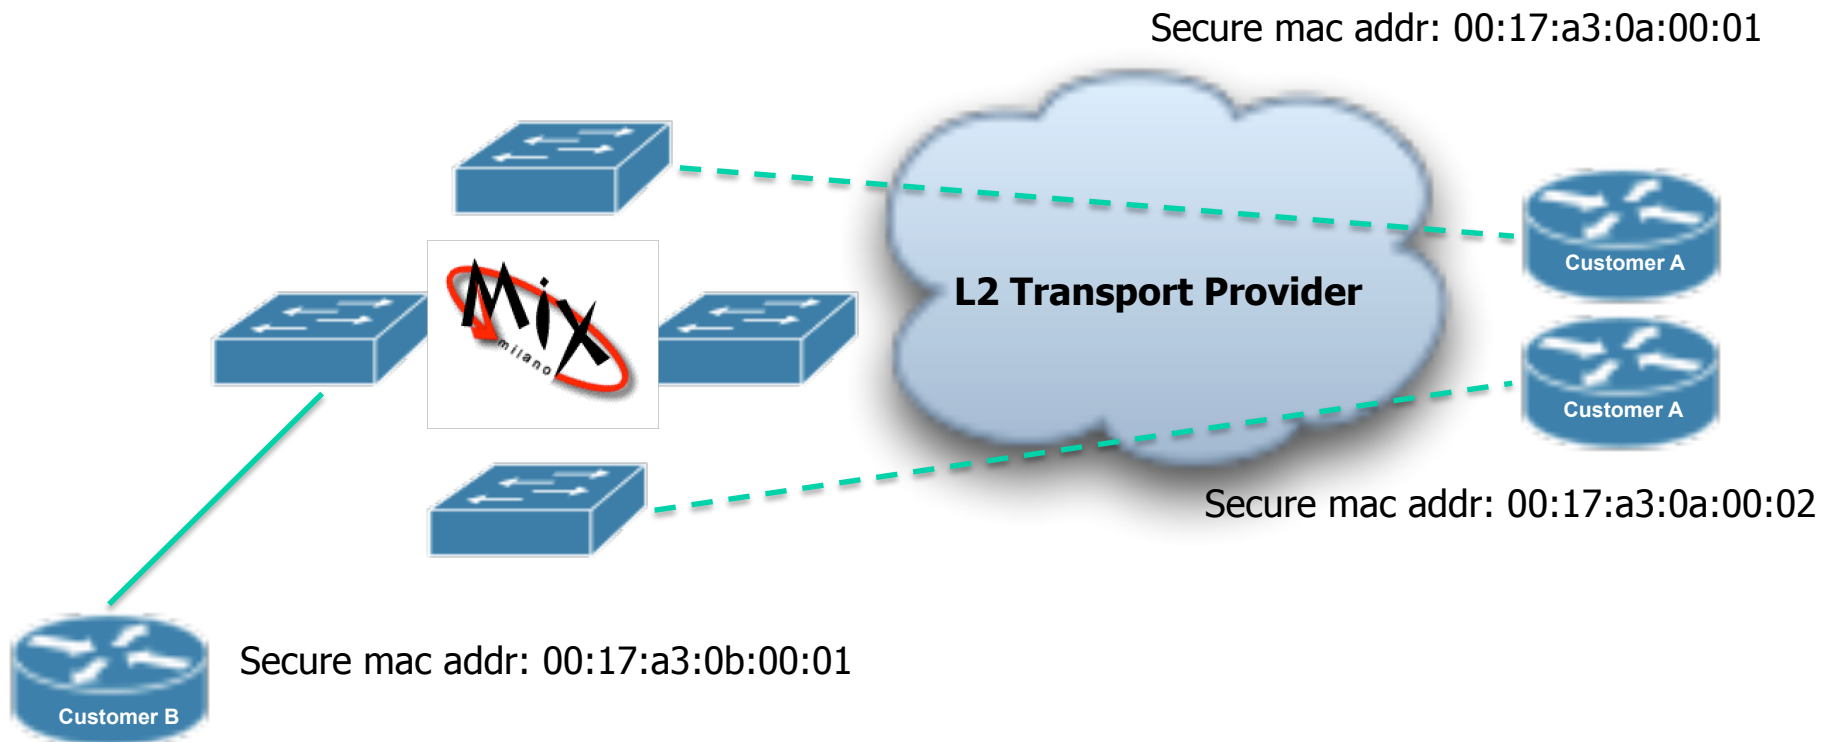 Secure mac addr: 00:17:a3:0a:00:01
Customer A
L2 Transport Provider
MiX
milano
Customer A
Secure mac addr: 00:17:a3:0a:00:02
Secure mac addr: 00:17:a3:0b:00:01
Customer B